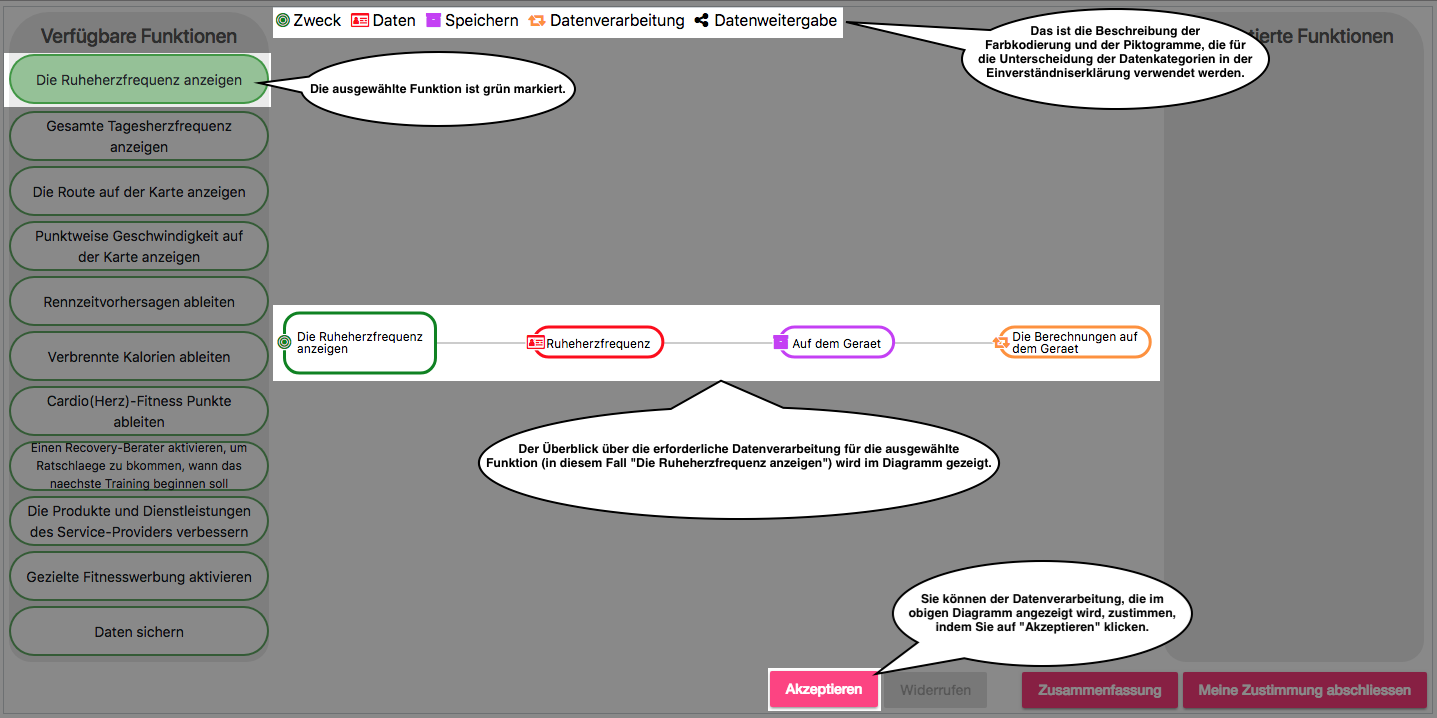 Zweck Daten Speichern Datenverarbeitung Datenweitergabe
Das ist die Beschreibung der
Farbkodierung und der Piktogramme, die für
die Unterscheidung der Datenkategorien in der
Einverständniserklärung verwendet werden.
tierte Funktionen
Verfügbare Funktionen
Die Ruheherzfrequenz anzeigen
Die ausgewählte Funktion ist grün markiert.
Gesamte Tagesherzfrequenz
anzeigen
Die Route auf der Karte anzeigen
Punktweise Geschwindigkeit auf
der Karte anzeigen
Rennzeitvorhersagen ableiten
Verbrennte Kalorien ableiten
Cardio(Herz)-Fitness Punkte
ableiten
Einen Recovery-Berater aktivieren, um
Ratschlaege zu bkommen, wann das
naechste Training beginnen soll
Die Produkte und Dienstleistungen
des Service-Providers verbessern
Gezielte Fitnesswerbung aktivieren
Daten sichern
Die Ruheherzfrequenz
anzeigen
Ruheherzfrequenz
Auf dem Geraet
Die Berechnungen auf
dem Geraet
Der Überblick über die erforderliche Datenverarbeitung für die ausgewählte
Funktion (in diesem Fall "Die Ruheherzfrequenz anzeigen") wird im Diagramm gezeigt.
Sie können der Datenverarbeitung, die im
obigen Diagramm angezeigt wird, zustimmen,
indem Sie auf "Akzeptieren" klicken.
Akzeptieren Widerrufen Zusammenfassung Meine Zustimmung abschliessen